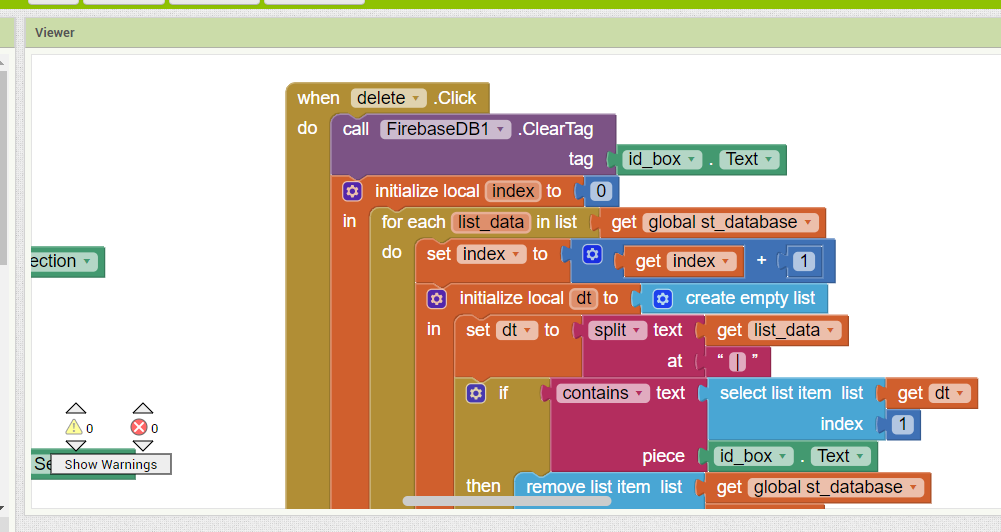 Viewer
when delete .Click
do call FirebaseDB1 .ClearTag
tag id_box . Text
initialize local index to 0
in for each list_data in list get global st_database
do set index to get index + 1
ection
initialize local dt to create empty list
in set dt to split text get list_data
at " | "
if contains text select list item list get dt
index 1
0 0
piece id_box . Text
Se Show Warnings
then remove list item list get global st_database